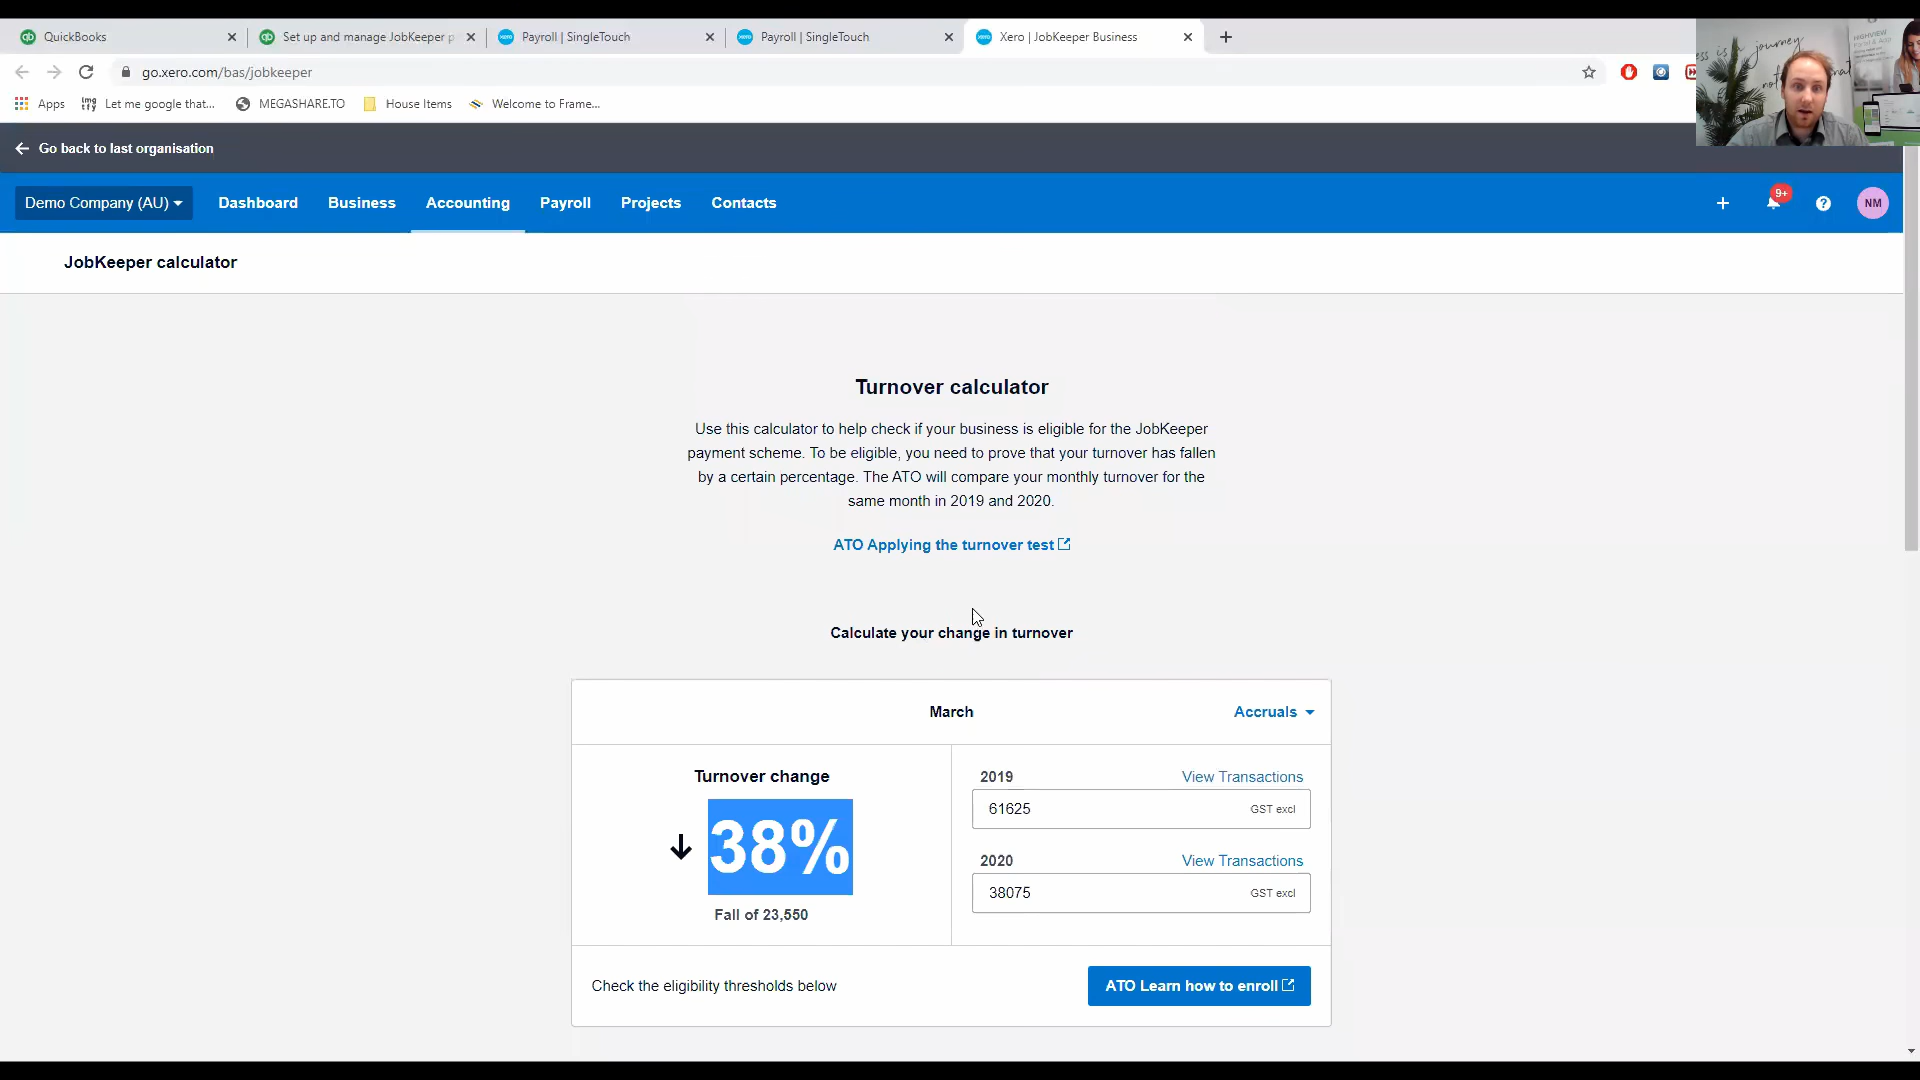 QuickBooks
Set up and manage JobKeeper p
Payroll | SingleTouch
Payroll | SingleTouch
Xero | JobKeeper Business
go.xero.com/bas/jobkeeper
Apps
Let me google that...
MEGASHARE.TO
House Items
Welcome to Frame...
Go back to last organisation
Demo Company (AU)
Dashboard
Business
Accounting
Payroll
Projects
Contacts
9+
NM
JobKeeper calculator
Turnover calculator
Use this calculator to help check if your business is eligible for the JobKeeper
payment scheme. To be eligible, you need to prove that your turnover has fallen
by a certain percentage. The ATO will compare your monthly turnover for the
same month in 2019 and 2020.
ATO Applying the turnover test
Calculate your change in turnover
March
Accruals
Turnover change
38%
Fall of 23,550
2019
View Transactions
61625
GST excl
2020
View Transactions
38075
GST excl
Check the eligibility thresholds below
ATO Learn how to enroll